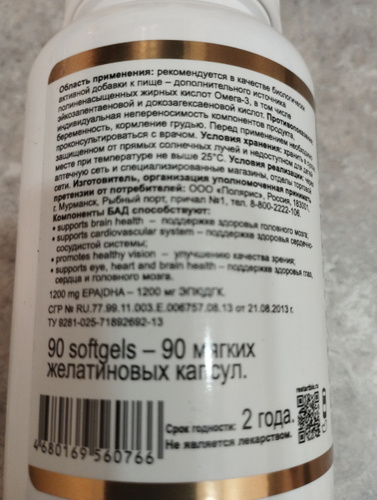 Область применения: рекомендуется в качестве биологически
активной добавки к пище – дополнительного источника
полиненасыщенных жирных кислот Омега-3, в том числе
эйкозапентаеновой и докозагексаеновой кислот. Противопоказания:
индивидуальная непереносимость компонентов продукта
беременность, кормление грудью. Перед применением необходимо
проконсультироваться с врачом. Условия хранения: хранить в
защищенном от прямых солнечных лучей и недоступном для детей
месте при температуре не выше 25°С. Условия реализации: через
аптечную сеть и специализированные магазины, отделы торговой
сети. Изготовитель, организация уполномоченная принимать
претензии от потребителей: ООО «Полярис», Россия, 183001,
г. Мурманск, Рыбный порт, причал №1, тел. 8-800-2222-106.
Компоненты БАД способствуют:
• supports brain health – поддержка здоровья головного мозга;
• supports cardiovascular system – поддержка здоровья сердечно-
сосудистой системы;
• promotes healthy vision – улучшению качества зрения;
• supports eye, heart and brain health – поддержка здоровья глаз,
сердца и головного мозга.
1200 mg EPA|DHA – 1200 мг ЭПК|ДГК.
СГР № RU.77.99.11.003.Е.006757.08.13 от 21.08.2013 г.
ТУ 9281-025-71892692-13
90 softgels – 90 мягких
желатиновых капсул.
restartbio.ru
Срок годности: 2 года.
Не является лекарством.
4 680169 560766